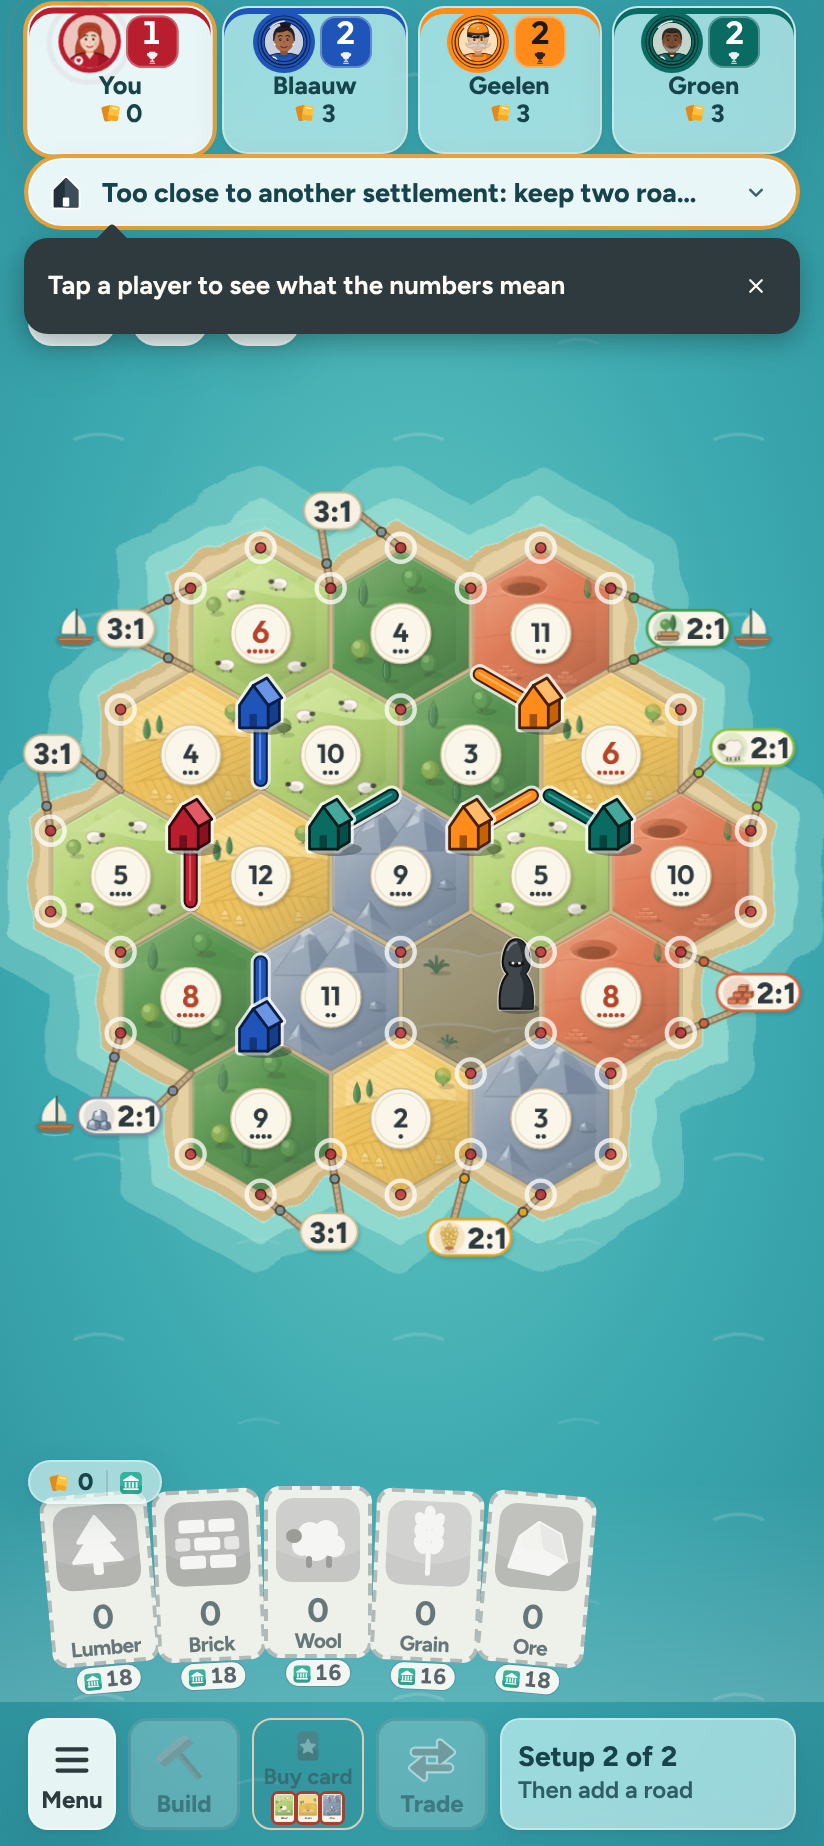 1
2
2
2
You
Blaauw
Geelen
Groen
0
3
3
3
Too close to another settlement: keep two roa...
Tap a player to see what the numbers mean
3:1
6
4
11
3:1
2:1
4
10
3
6
3:1
2:1
5
12
9
5
10
8
11
8
2:1
9
2
3
2:1
3:1
2:1
0
0
0
0
0
0
Lumber
Brick
Wool
Grain
Ore
18
18
16
16
18
Menu
Build
Buy card
Trade
Setup 2 of 2
Then add a road